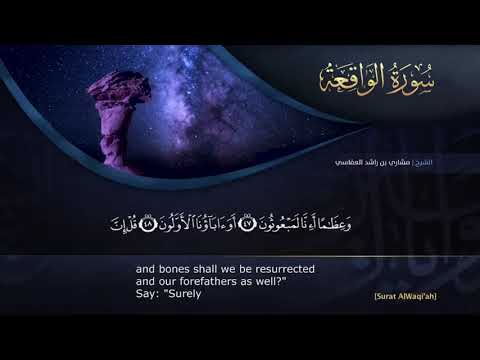 سُورَةُ الوَاقِعَة
الشيخ | مشاري بن راشد العفاسي
وَعِظَٰمًا أَءِنَّا لَمَبْعُوثُونَ ٤٧ أَوَءَابَآؤُنَا ٱلْأَوَّلُونَ ٤٨ قُلْ إِنَّ
and bones shall we be resurrected
and our forefathers as well?"
Say: "Surely
[Surat AlWaqi'ah]